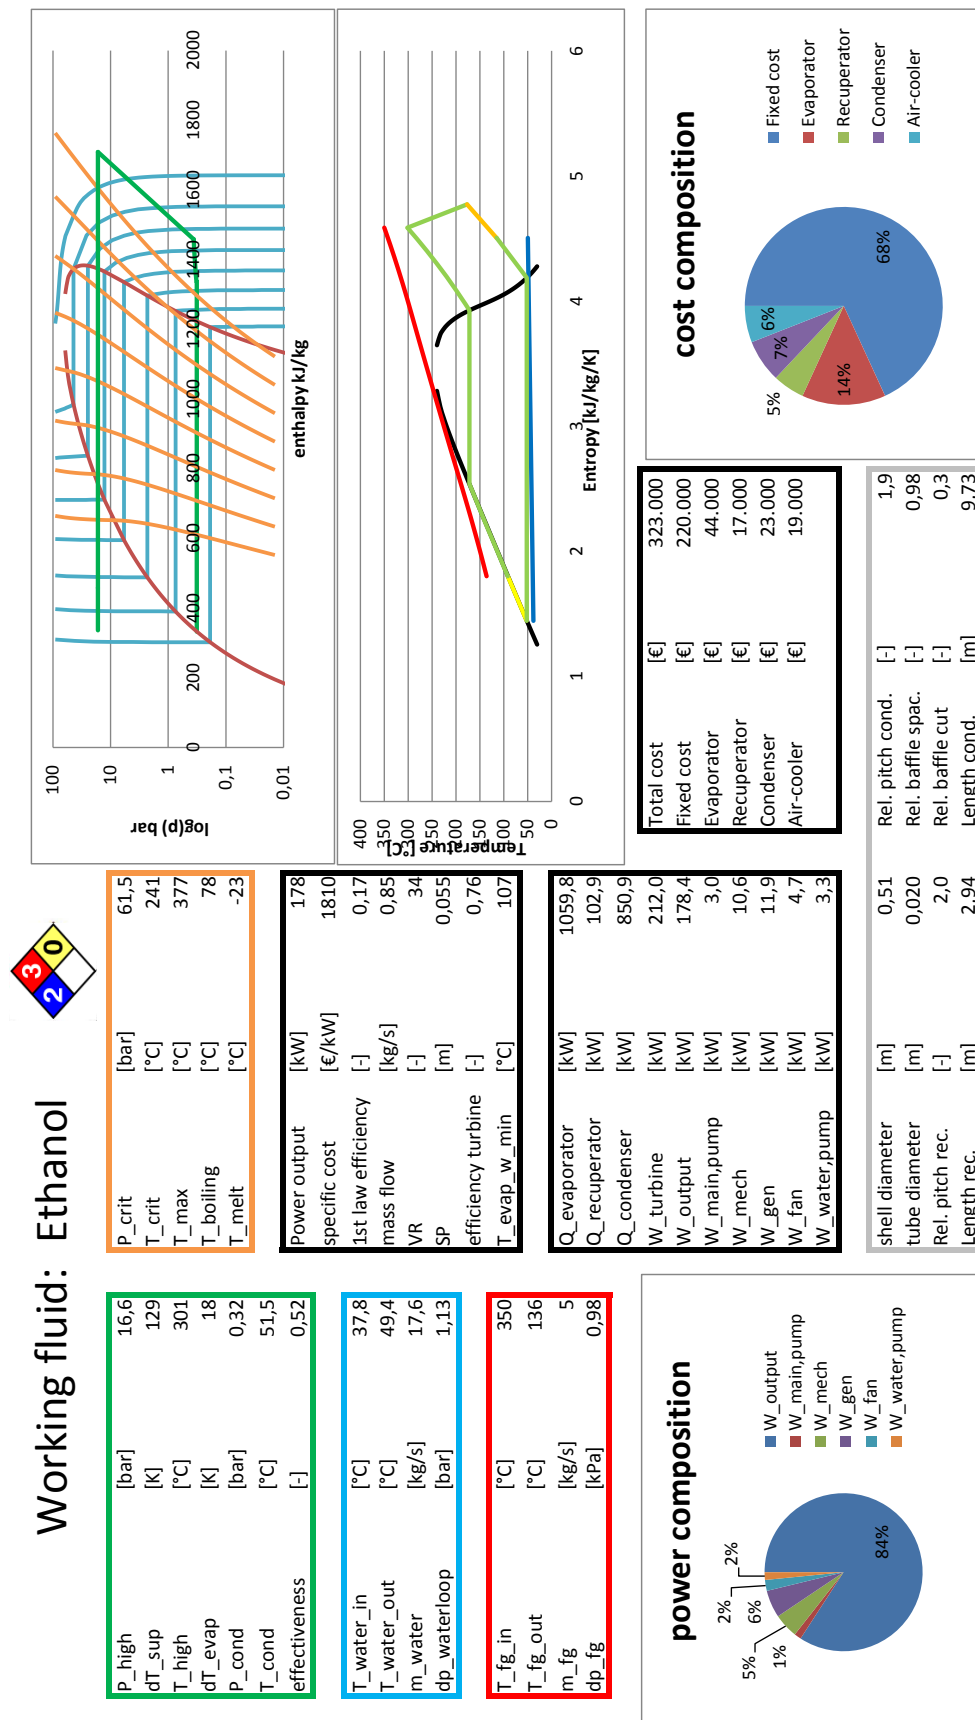 Working fluid: Ethanol
2
3
0
P_high [bar] 16,6
dT_sup [K] 129
T_high [°C] 301
dT_evap [K] 18
P_cond [bar] 0,32
T_cond [°C] 51,5
effectiveness [-] 0,52
T_water_in [°C] 37,8
T_water_out [°C] 49,4
m_water [kg/s] 17,6
dp_waterloop [bar] 1,13
T_fg_in [°C] 350
T_fg_out [°C] 136
m_fg [kg/s] 5
dp_fg [kPa] 0,98
P_crit [bar] 61,5
T_crit [°C] 241
T_max [°C] 377
T_boiling [°C] 78
T_melt [°C] -23
Power output [kW] 178
specific cost [€/kW] 1810
1st law efficiency [-] 0,17
mass flow [kg/s] 0,85
VR [-] 34
SP [m] 0,055
efficiency turbine [-] 0,76
T_evap_w_min [°C] 107
Q_evaporator [kW] 1059,8
Q_recuperator [kW] 102,9
Q_condenser [kW] 850,9
W_turbine [kW] 212,0
W_output [kW] 178,4
W_main,pump [kW] 3,0
W_mech [kW] 10,6
W_gen [kW] 11,9
W_fan [kW] 4,7
W_water,pump [kW] 3,3
log(p) bar
100
10
1
0,1
0,01
0 200 400 600 800 1000 1200 1400 1600 1800 2000
enthalpy kJ/kg
Temperature [°C]
400
350
300
250
200
150
100
50
0
0 1 2 3 4 5 6
Entropy [kJ/kg/K]
Total cost [€] 323.000
Fixed cost [€] 220.000
Evaporator [€] 44.000
Recuperator [€] 17.000
Condenser [€] 23.000
Air-cooler [€] 19.000
power composition
84%
1%
5%
6%
2%
2%
W_output
W_main,pump
W_mech
W_gen
W_fan
W_water,pump
shell diameter [m] 0,51 Rel. pitch cond. [-] 1,9
tube diameter [m] 0,020 Rel. baffle spac. [-] 0,98
Rel. pitch rec. [-] 2,0 Rel. baffle cut [-] 0,3
Length rec. [m] 2,94 Length cond. [m] 9,73
cost composition
68%
14%
5%
7%
6%
Fixed cost
Evaporator
Recuperator
Condenser
Air-cooler